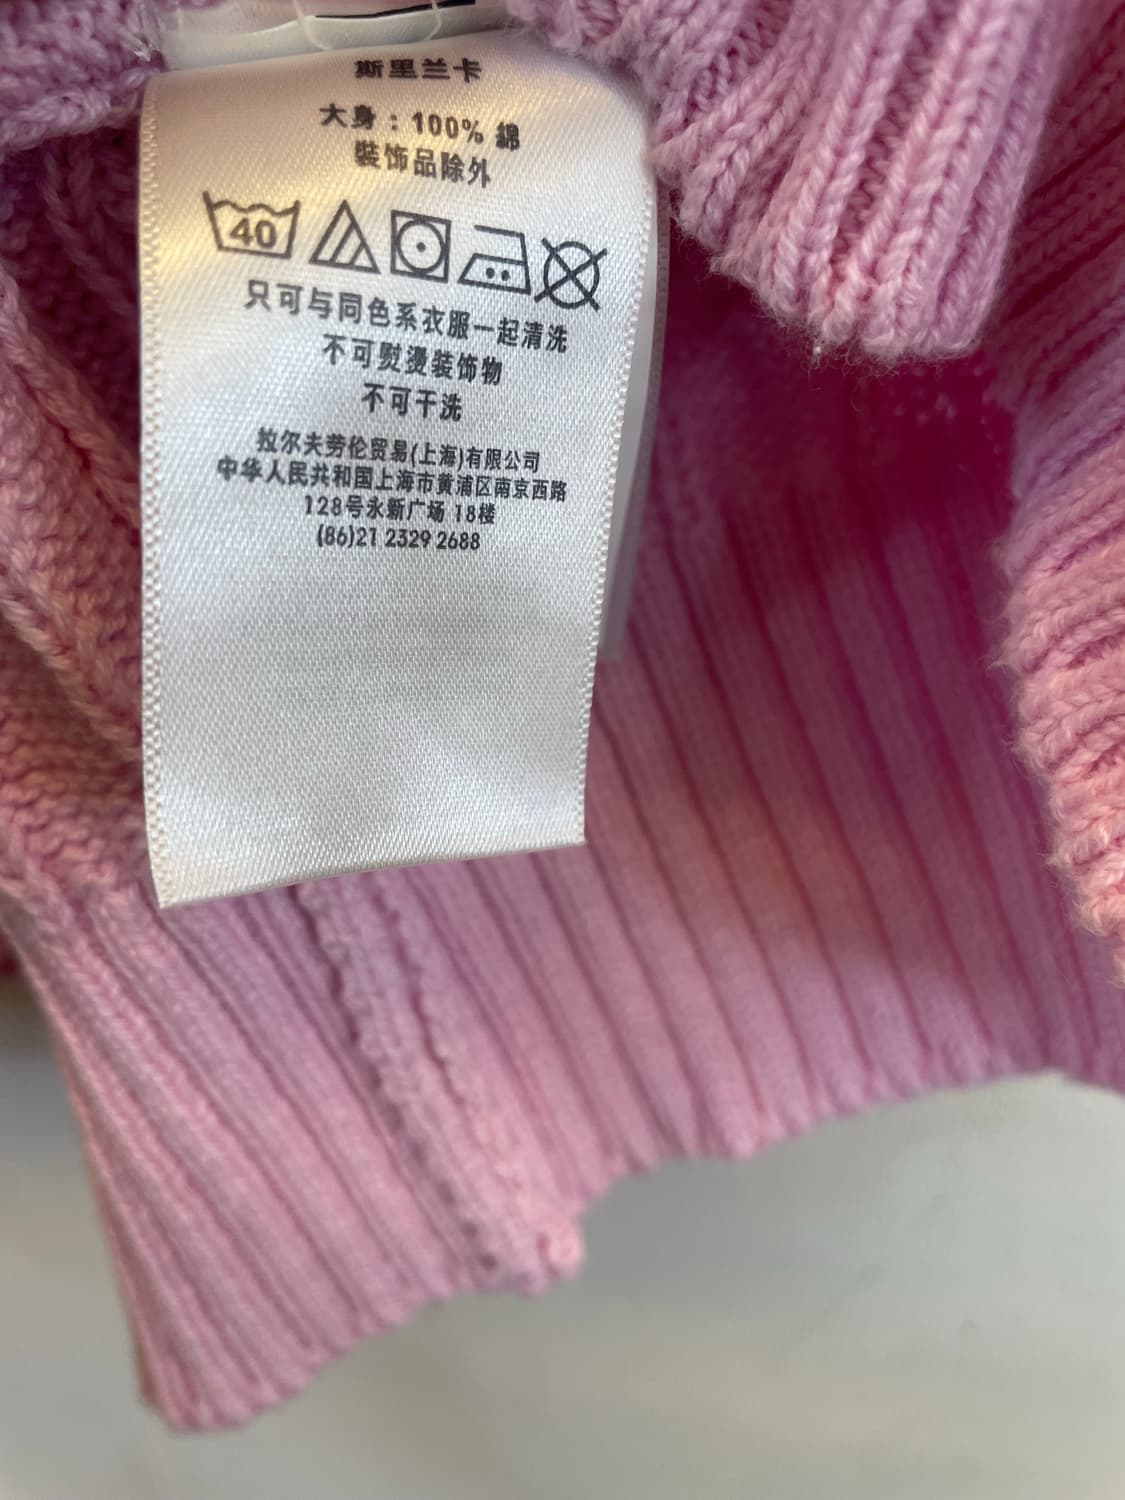 斯里兰卡
大身：100% 綿
裝饰品除外
40
只可与同色系衣服一起清洗
不可熨烫装饰物
不可干洗
拉尔夫劳伦贸易(上海)有限公司
中华人民共和国上海市黄浦区南京西路
128号永新广场 18楼
(86)21 2329 2688